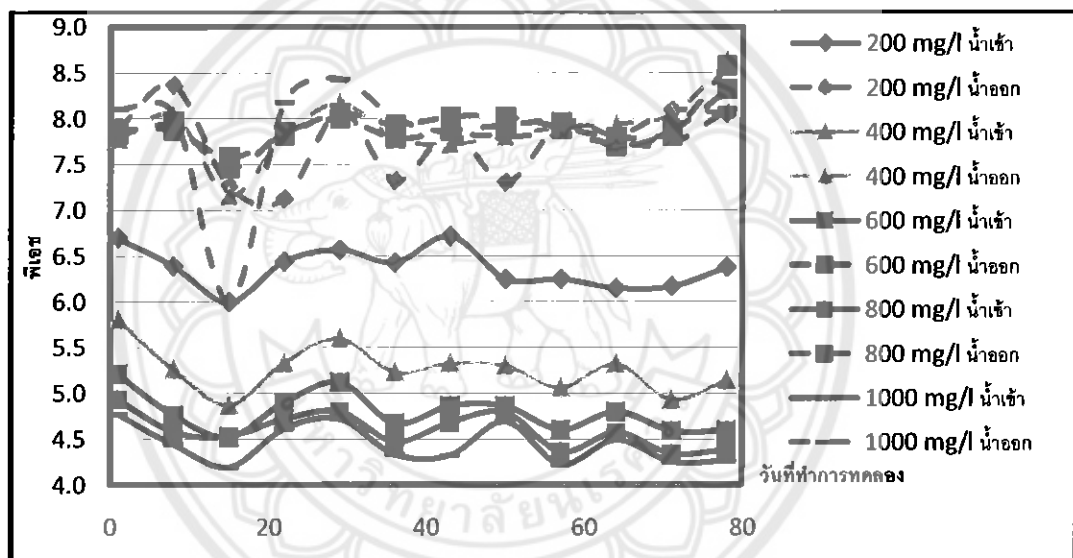 9.0
8.5
8.0
7.5
7.0
6.5
6.0
5.5
5.0
4.5
4.0
พีเอช
0 20 40 60 80
วันที่ทำการทดลอง
200 mg/l น้ำเข้า
200 mg/l น้ำออก
400 mg/l น้ำเข้า
400 mg/l น้ำออก
600 mg/l น้ำเข้า
600 mg/l น้ำออก
800 mg/l น้ำเข้า
800 mg/l น้ำออก
1000 mg/l น้ำเข้า
1000 mg/l น้ำออก